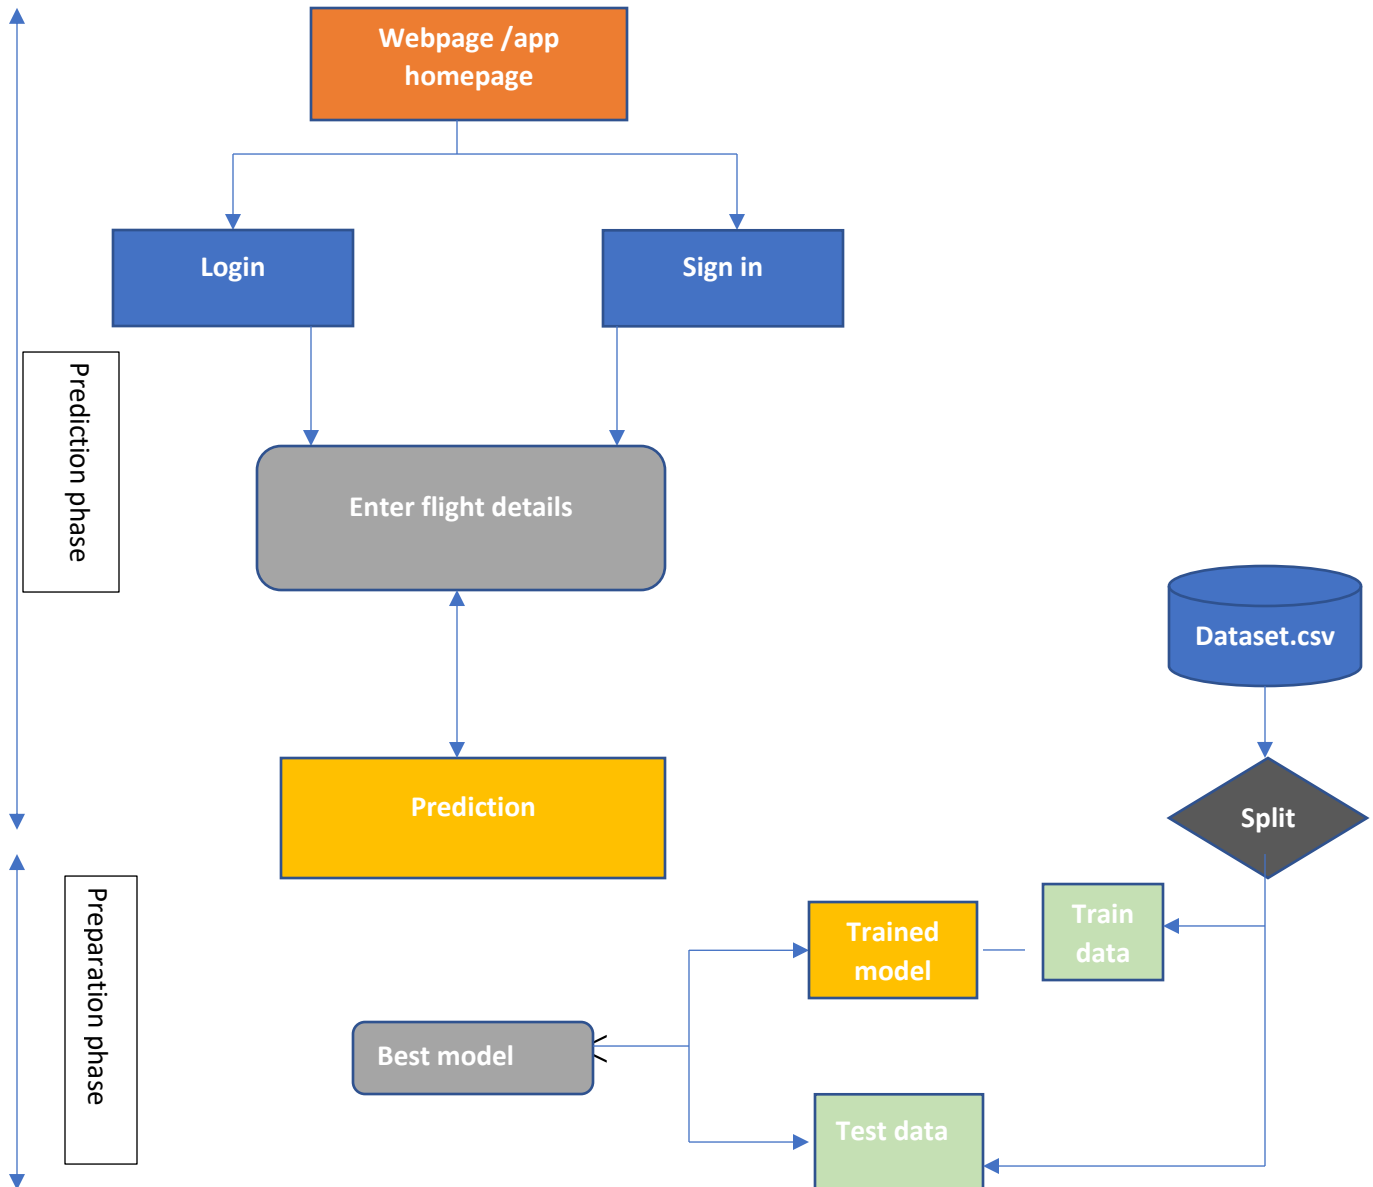 Webpage /app
homepage
Login
Sign in
Prediction phase
Enter flight details
Dataset.csv
Prediction
Split
Preparation phase
Trained
model
Train
data
Best model
Test data